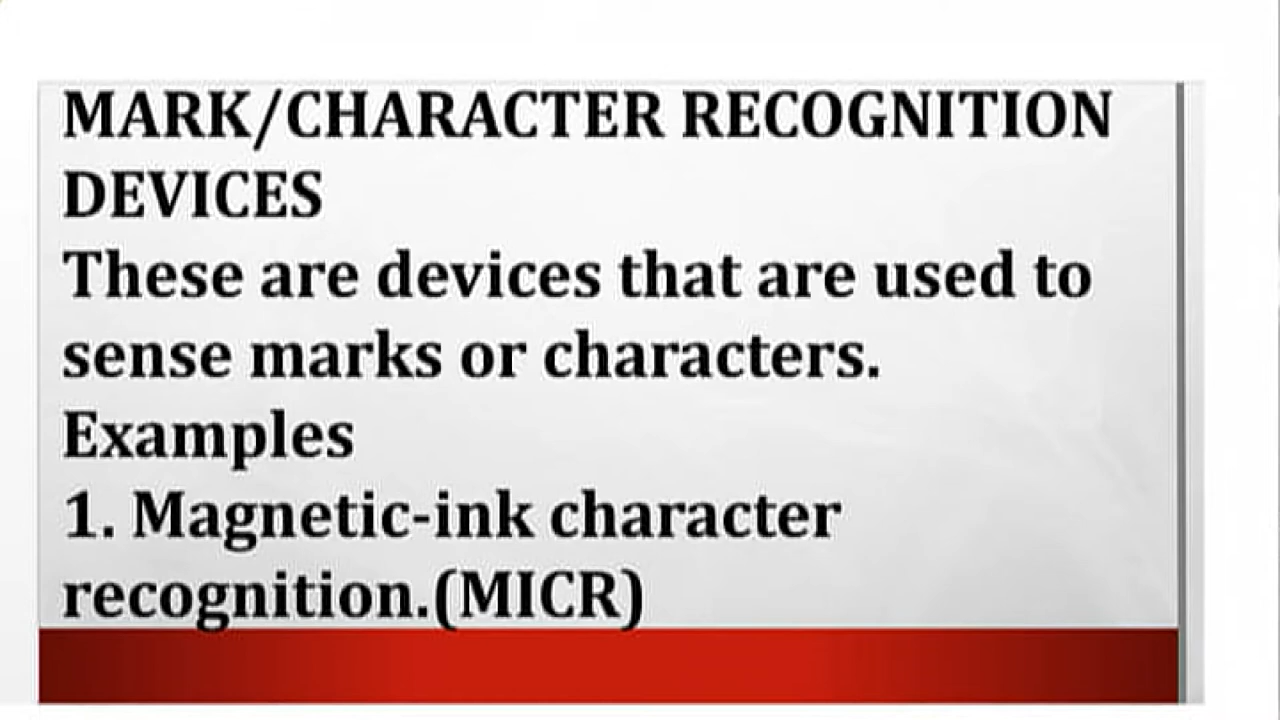 MARK/CHARACTER RECOGNITION
DEVICES
These are devices that are used to
sense marks or characters.
Examples
1. Magnetic-ink character
recognition.(MICR)